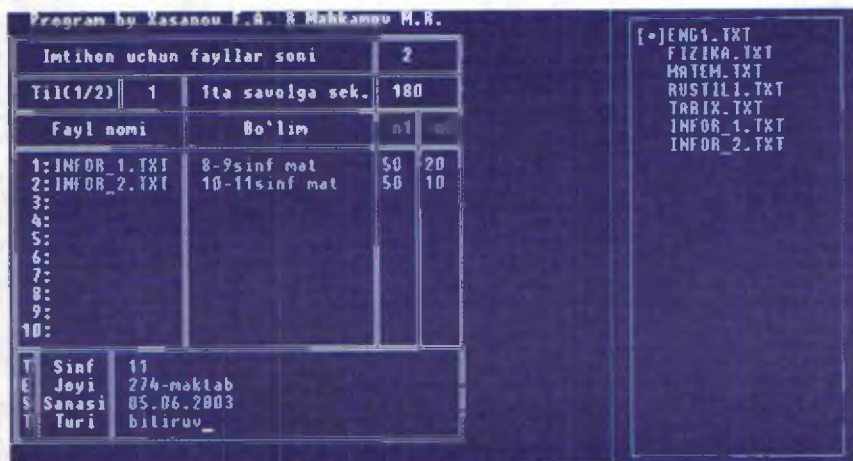 Program by Xasanov F.A. & Mahkamov M.R.
Imtihon uchun fayllar soni 2
Til(1/2) 1 1ta savolga sek. 180
Fayl nomi Bo'lim n1
1:INFOR_1.TXT 8-9sinf mat 50 20
2:INFOR_2.TXT 10-11sinf mat 50 10
3:
4:
5:
6:
7:
8:
9:
10:
TEST
Sinf 11
Joyi 274-maktab
Sanasi 05.06.2003
Turi bitiruv_
[•]ENG1.TXT
FIZIKA.TXT
MATEM.TXT
RUSTILI.TXT
TARIX.TXT
INFOR_1.TXT
INFOR_2.TXT